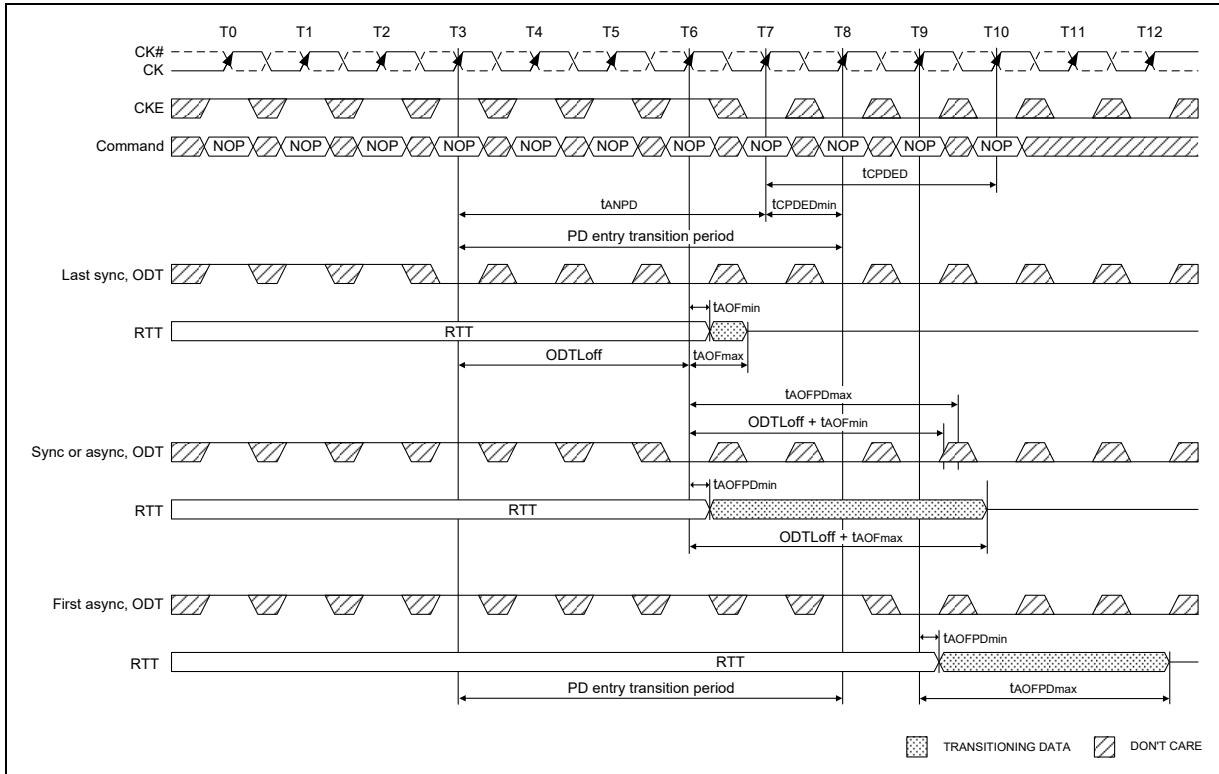 T0 T1 T2 T3 T4 T5 T6 T7 T8 T9 T10 T11 T12
CK#
CK
CKE
Command NOP NOP NOP NOP NOP NOP NOP NOP NOP NOP NOP
tCPDED
tANPD tCPDEDmin
PD entry transition period
Last sync, ODT
tAOFmin
RTT RTT
ODTLoff tAOFmax
tAOFPDmax
ODTLoff + tAOFmin
Sync or async, ODT
tAOFPDmin
RTT RTT
ODTLoff + tAOFmax
First async, ODT
tAOFPDmin
RTT RTT
PD entry transition period tAOFPDmax
TRANSITIONING DATA DON'T CARE